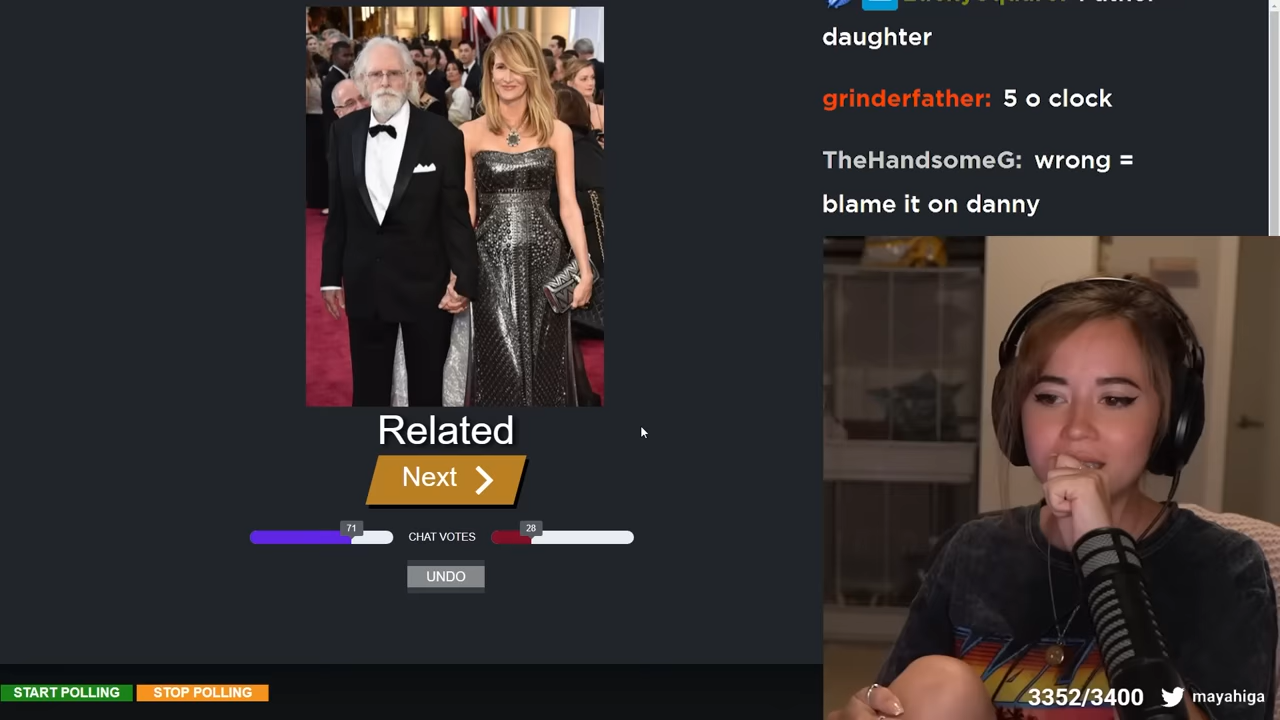 daughter
grinderfather: 5 o clock
TheHandsomeG: wrong =
blame it on danny
Related
Next
71
CHAT VOTES
28
UNDO
START POLLING
STOP POLLING
3352/3400
mayahiga